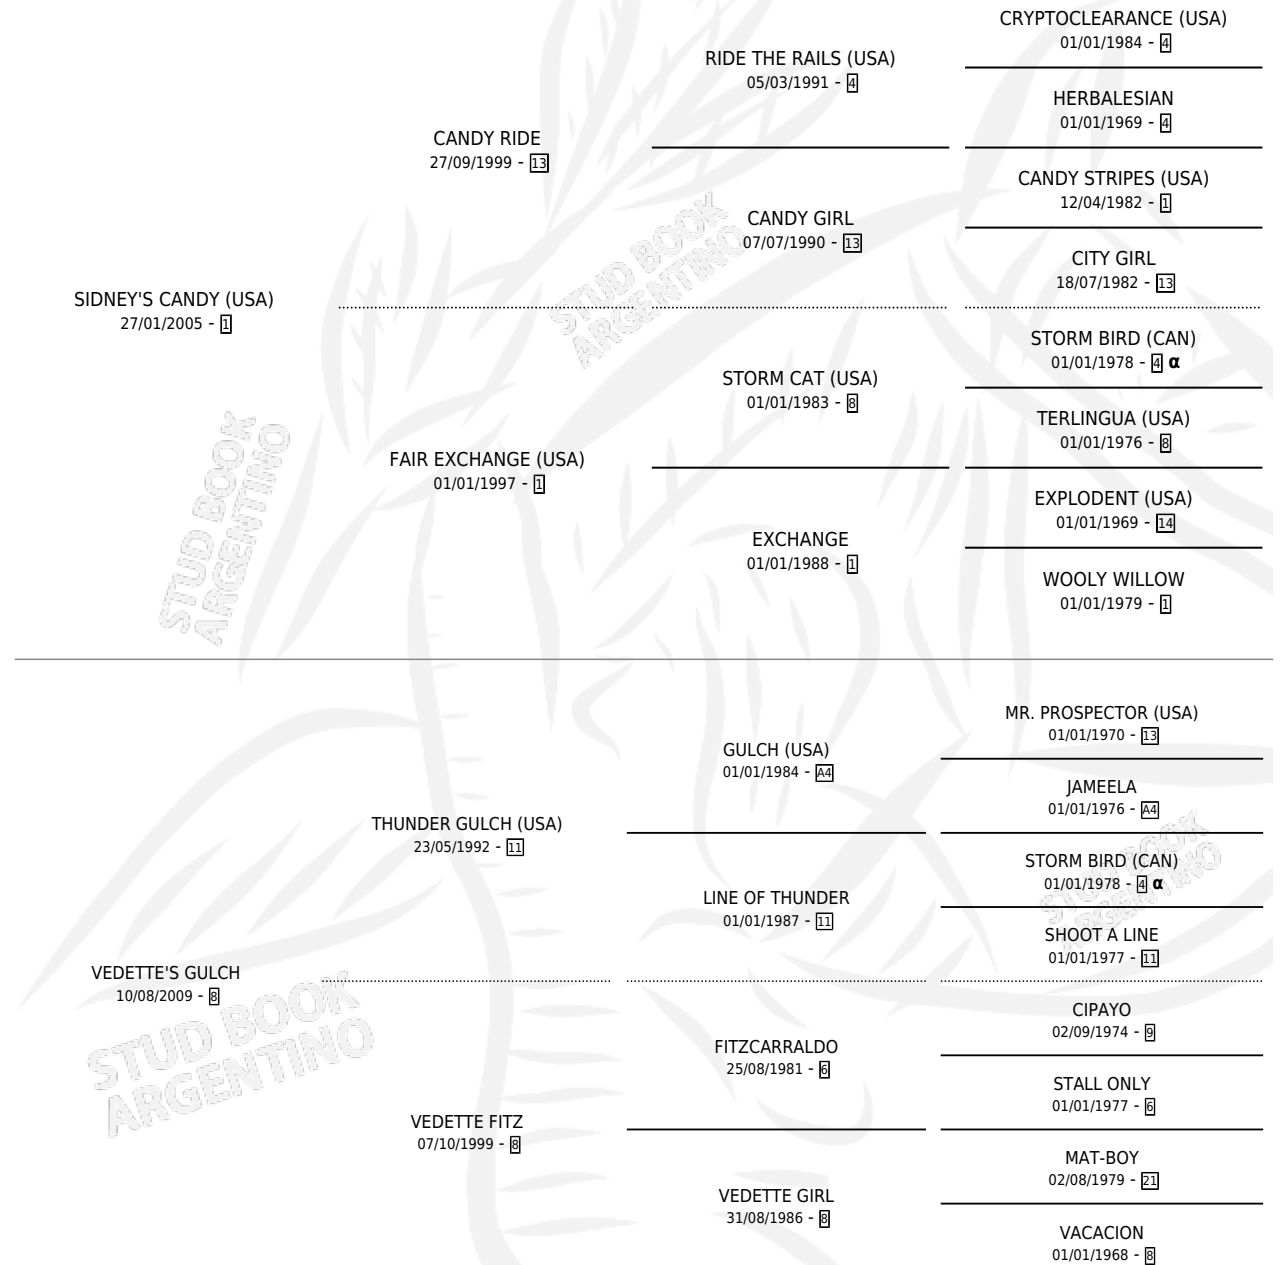 CRYPTOCLEARANCE (USA)
01/01/1984 - 4
RIDE THE RAILS (USA)
05/03/1991 - 4
HERBALESIAN
01/01/1969 - 4
CANDY RIDE
27/09/1999 - 13
CANDY STRIPES (USA)
12/04/1982 - 1
CANDY GIRL
07/07/1990 - 13
CITY GIRL
18/07/1982 - 13
SIDNEY'S CANDY (USA)
27/01/2005 - 1
STORM BIRD (CAN)
01/01/1978 - 4 α
STORM CAT (USA)
01/01/1983 - 8
TERLINGUA (USA)
01/01/1976 - 8
FAIR EXCHANGE (USA)
01/01/1997 - 1
EXPLODENT (USA)
01/01/1969 - 14
EXCHANGE
01/01/1988 - 1
WOOLY WILLOW
01/01/1979 - 1
STUD BOOK
ARGENTINO
STUD BOOK
ARGENTINO
MR. PROSPECTOR (USA)
01/01/1970 - 13
GULCH (USA)
01/01/1984 - A4
JAMEELA
01/01/1976 - A4
THUNDER GULCH (USA)
23/05/1992 - 11
STORM BIRD (CAN)
01/01/1978 - 4 α
LINE OF THUNDER
01/01/1987 - 11
SHOOT A LINE
01/01/1977 - 11
VEDETTE'S GULCH
10/08/2009 - 8
CIPAYO
02/09/1974 - 9
FITZCARRALDO
25/08/1981 - 6
STALL ONLY
01/01/1977 - 6
VEDETTE FITZ
07/10/1999 - 8
MAT-BOY
02/08/1979 - 21
VEDETTE GIRL
31/08/1986 - 8
VACACION
01/01/1968 - 8
STUD BOOK
ARGENTINO
STUD BOOK
ARGENTINO